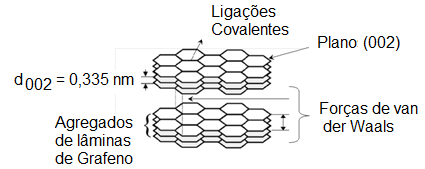 Ligações
Covalentes
Plano (002)
d002 = 0,335 nm
Forças de van
der Waals
Agregados
de lâminas
de Grafeno